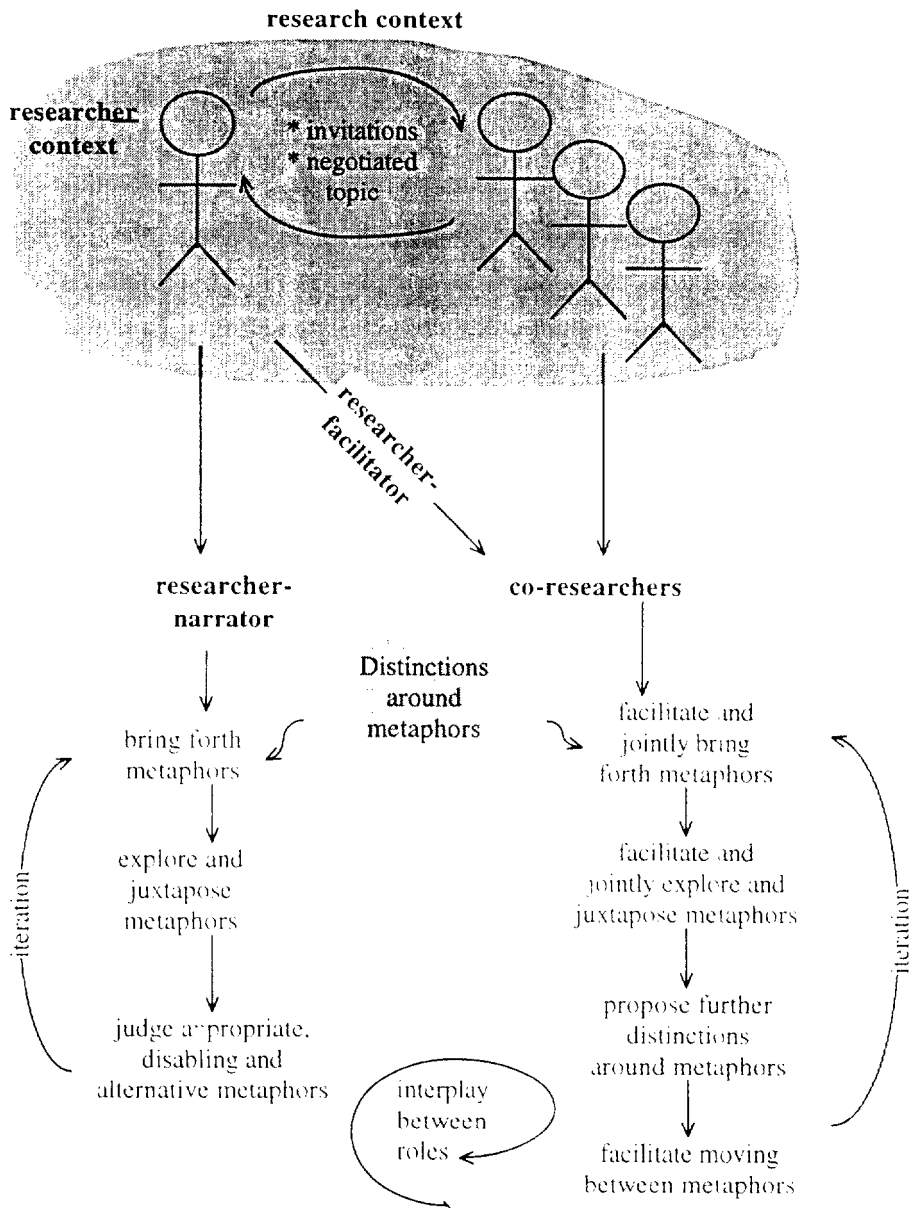 research context
researcher
context
* invitations
* negotiated
topic
researcher-
facilitator
researcher-
narrator
co-researchers
Distinctions
around
metaphors
bring forth
metaphors
facilitate and
jointly bring
forth metaphors
explore and
juxtapose
metaphors
facilitate and
jointly explore and
juxtapose metaphors
iteration
iteration
judge appropriate,
disabling and
alternative metaphors
propose further
distinctions
around metaphors
interplay
between
roles
facilitate moving
between metaphors